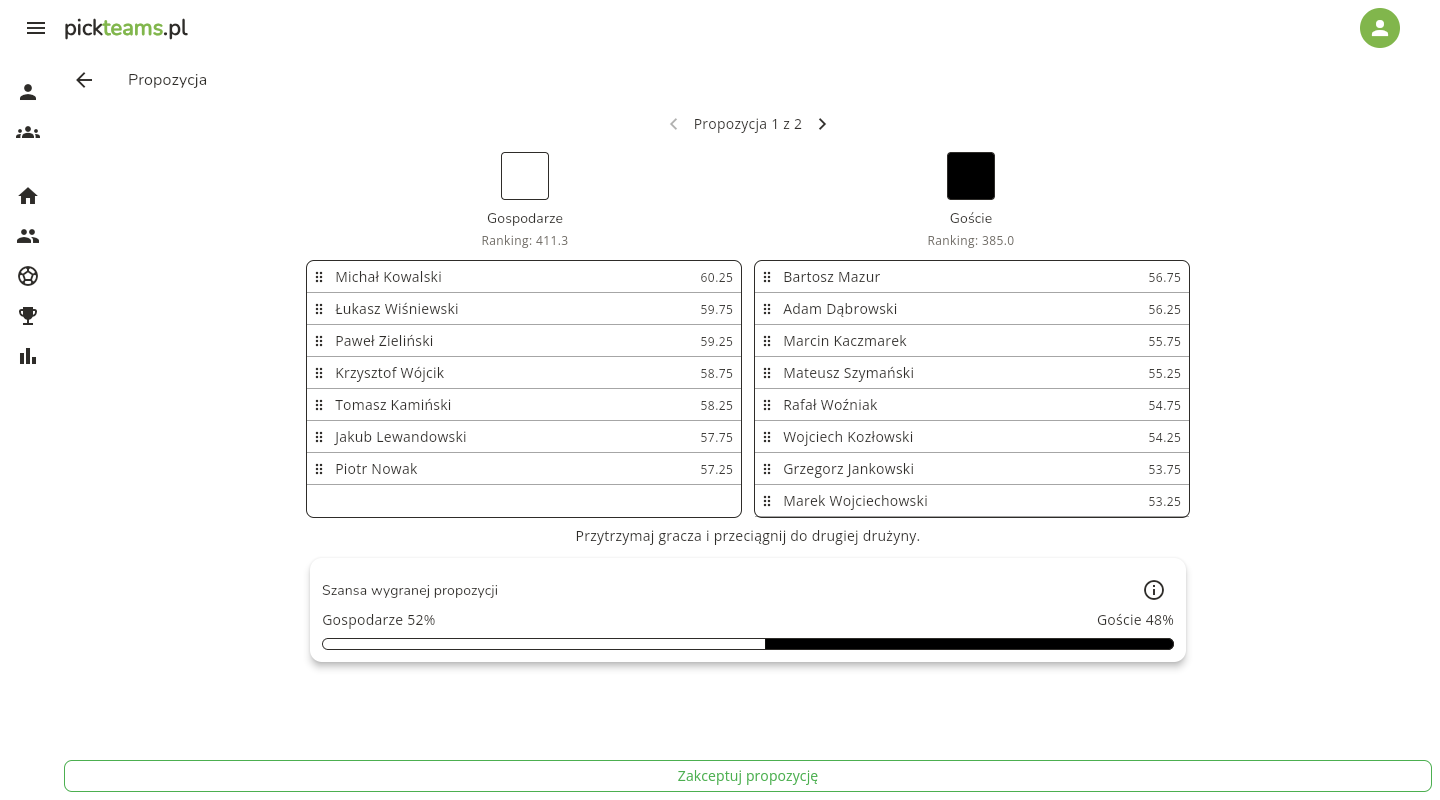 pickteams.pl
Propozycja
Propozycja 1 z 2
Gospodarze
Ranking: 411.3
Michał Kowalski 60.25
Łukasz Wiśniewski 59.75
Paweł Zieliński 59.25
Krzysztof Wójcik 58.75
Tomasz Kamiński 58.25
Jakub Lewandowski 57.75
Piotr Nowak 57.25
Goście
Ranking: 385.0
Bartosz Mazur 56.75
Adam Dąbrowski 56.25
Marcin Kaczmarek 55.75
Mateusz Szymański 55.25
Rafał Woźniak 54.75
Wojciech Kozłowski 54.25
Grzegorz Jankowski 53.75
Marek Wojciechowski 53.25
Przytrzymaj gracza i przeciągnij do drugiej drużyny.
Szansa wygranej propozycji
Gospodarze 52% Goście 48%
Zakceptuj propozycję